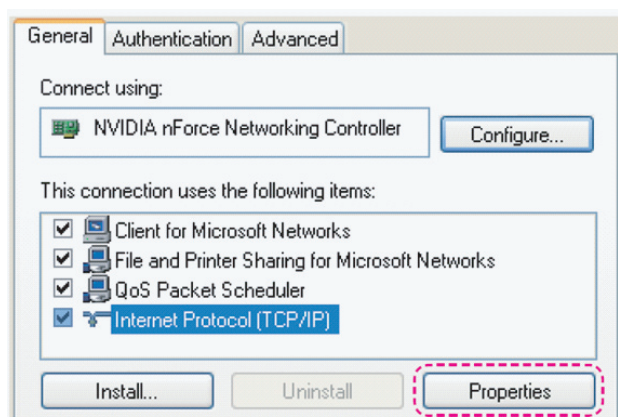 General Authentication Advanced
Connect using:
NVIDIA nForce Networking Controller Configure...
This connection uses the following items:
Client for Microsoft Networks
File and Printer Sharing for Microsoft Networks
QoS Packet Scheduler
Internet Protocol (TCP/IP)
Install... Uninstall Properties